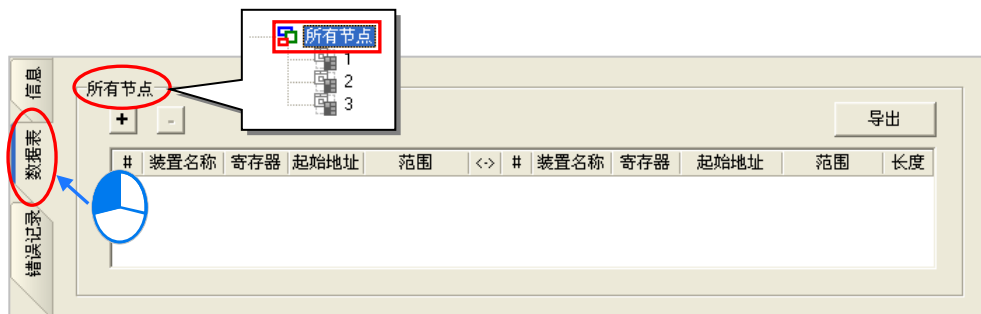 所有节点
1
2
3
信息
数据表
错误记录
所有节点
+ -
导出
# 装置名称 寄存器 起始地址 范围 <-> # 装置名称 寄存器 起始地址 范围 长度